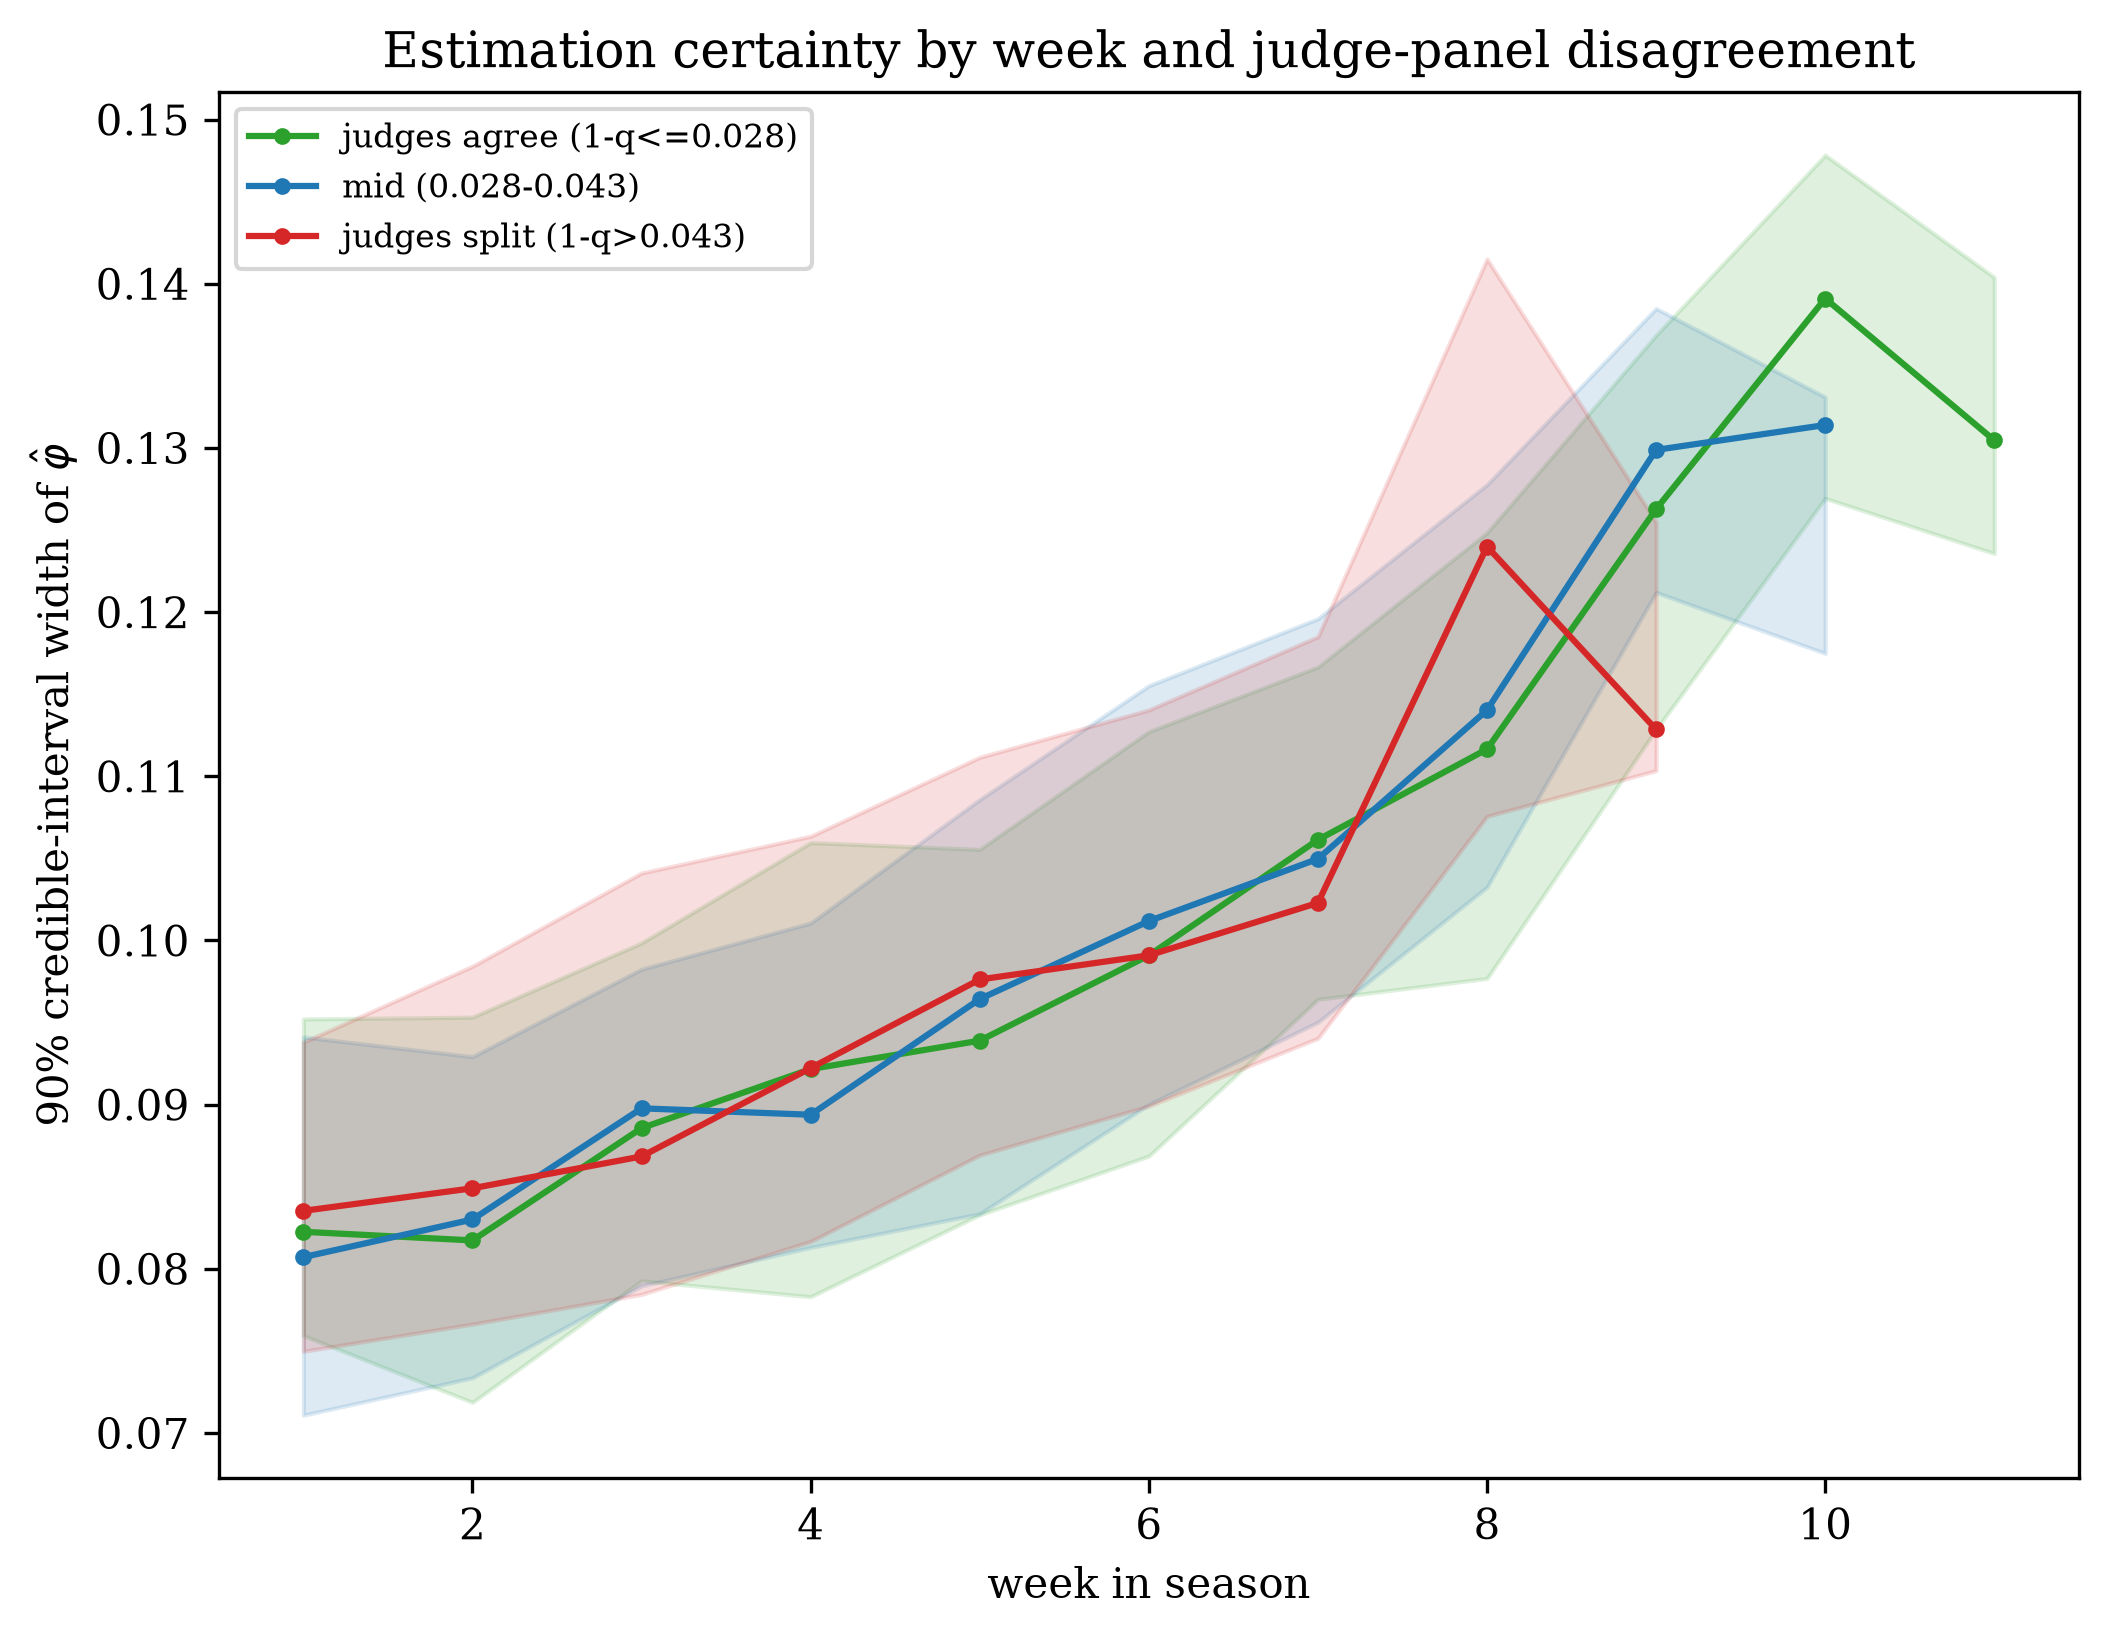 Estimation certainty by week and judge-panel disagreement
judges agree (1-q<=0.028)
mid (0.028-0.043)
judges split (1-q>0.043)
90% credible-interval width of φ̂
0.15
0.14
0.13
0.12
0.11
0.10
0.09
0.08
0.07
2 4 6 8 10
week in season